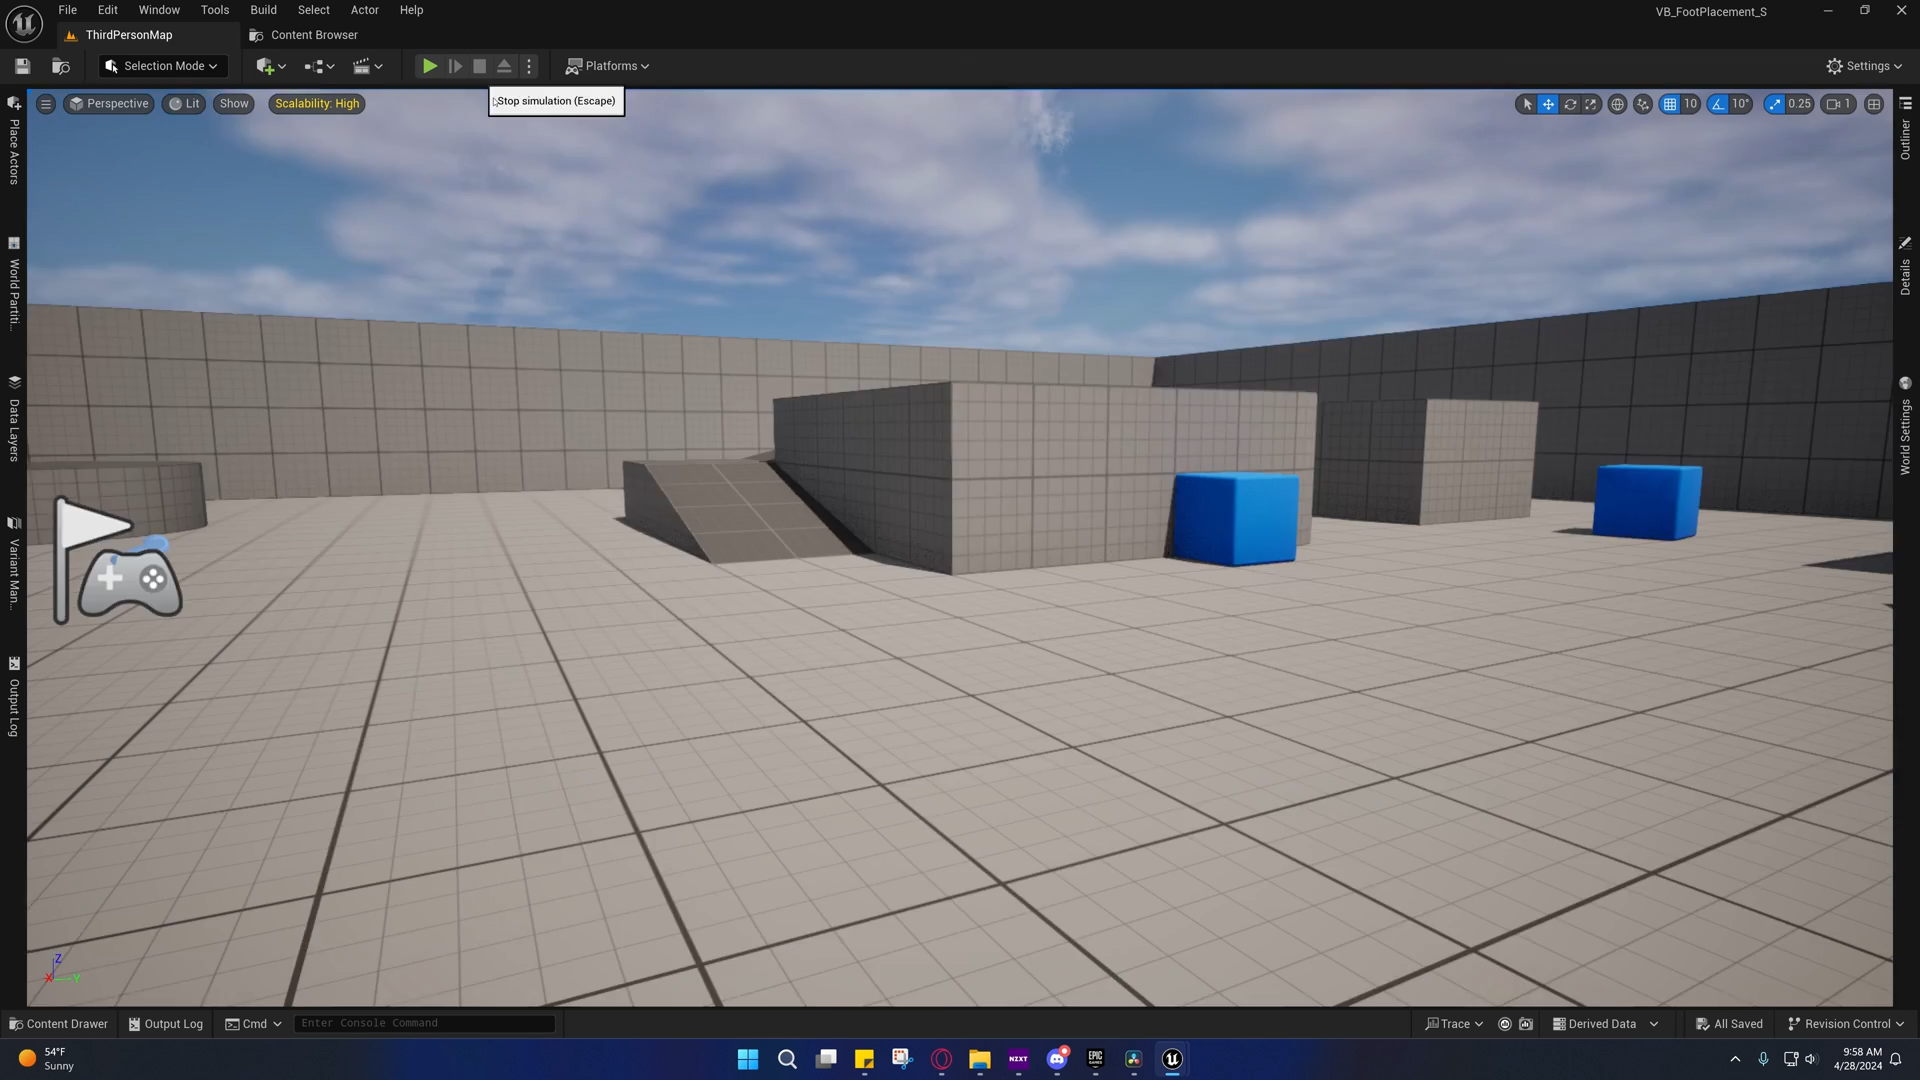 File Edit Window Tools Build Select Actor Help
VB_FootPlacement_S
ThirdPersonMap
Content Browser
Selection Mode
Platforms
Settings
Perspective
Lit
Show
Scalability: High
Stop simulation (Escape)
10
10°
0.25
1
Place Actors
World Partiti...
Data Layers
Variant Man...
Output Log
Outliner
Details
World Settings
Z
X
Y
Content Drawer
Output Log
Cmd
Enter Console Command
Trace
Derived Data
All Saved
Revision Control
54°F
Sunny
NZXT
EPIC
GAMES
9:58 AM
4/28/2024